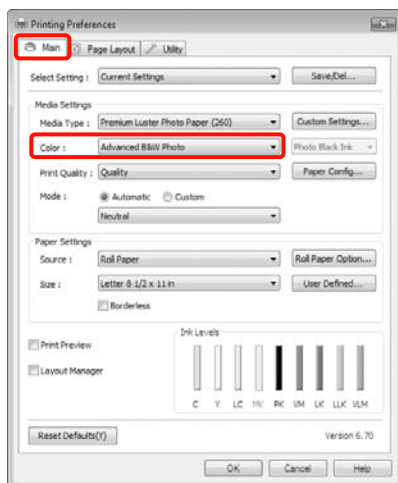 Printing Preferences
Main Page Layout Utility
Select Setting : Current Settings Save/Del...
Media Settings
Media Type : Premium Luster Photo Paper (260) Custom Settings...
Color : Advanced B&W Photo Photo Black Ink
Print Quality : Quality Paper Config...
Mode : Automatic Custom
Neutral
Paper Settings
Source : Roll Paper Roll Paper Option...
Size : Letter 8 1/2 x 11 in User Defined...
Borderless
Ink Levels
Print Preview
Layout Manager
C Y LC MK PK VM LK LLK VLM
Reset Defaults(Y) Version 6.70
OK Cancel Help